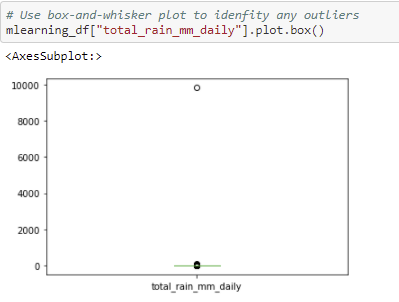 # Use box-and-whisker plot to idenfity any outliers
mlearning_df["total_rain_mm_daily"].plot.box()
<AxesSubplot:>
10000
8000
6000
4000
2000
0
total_rain_mm_daily